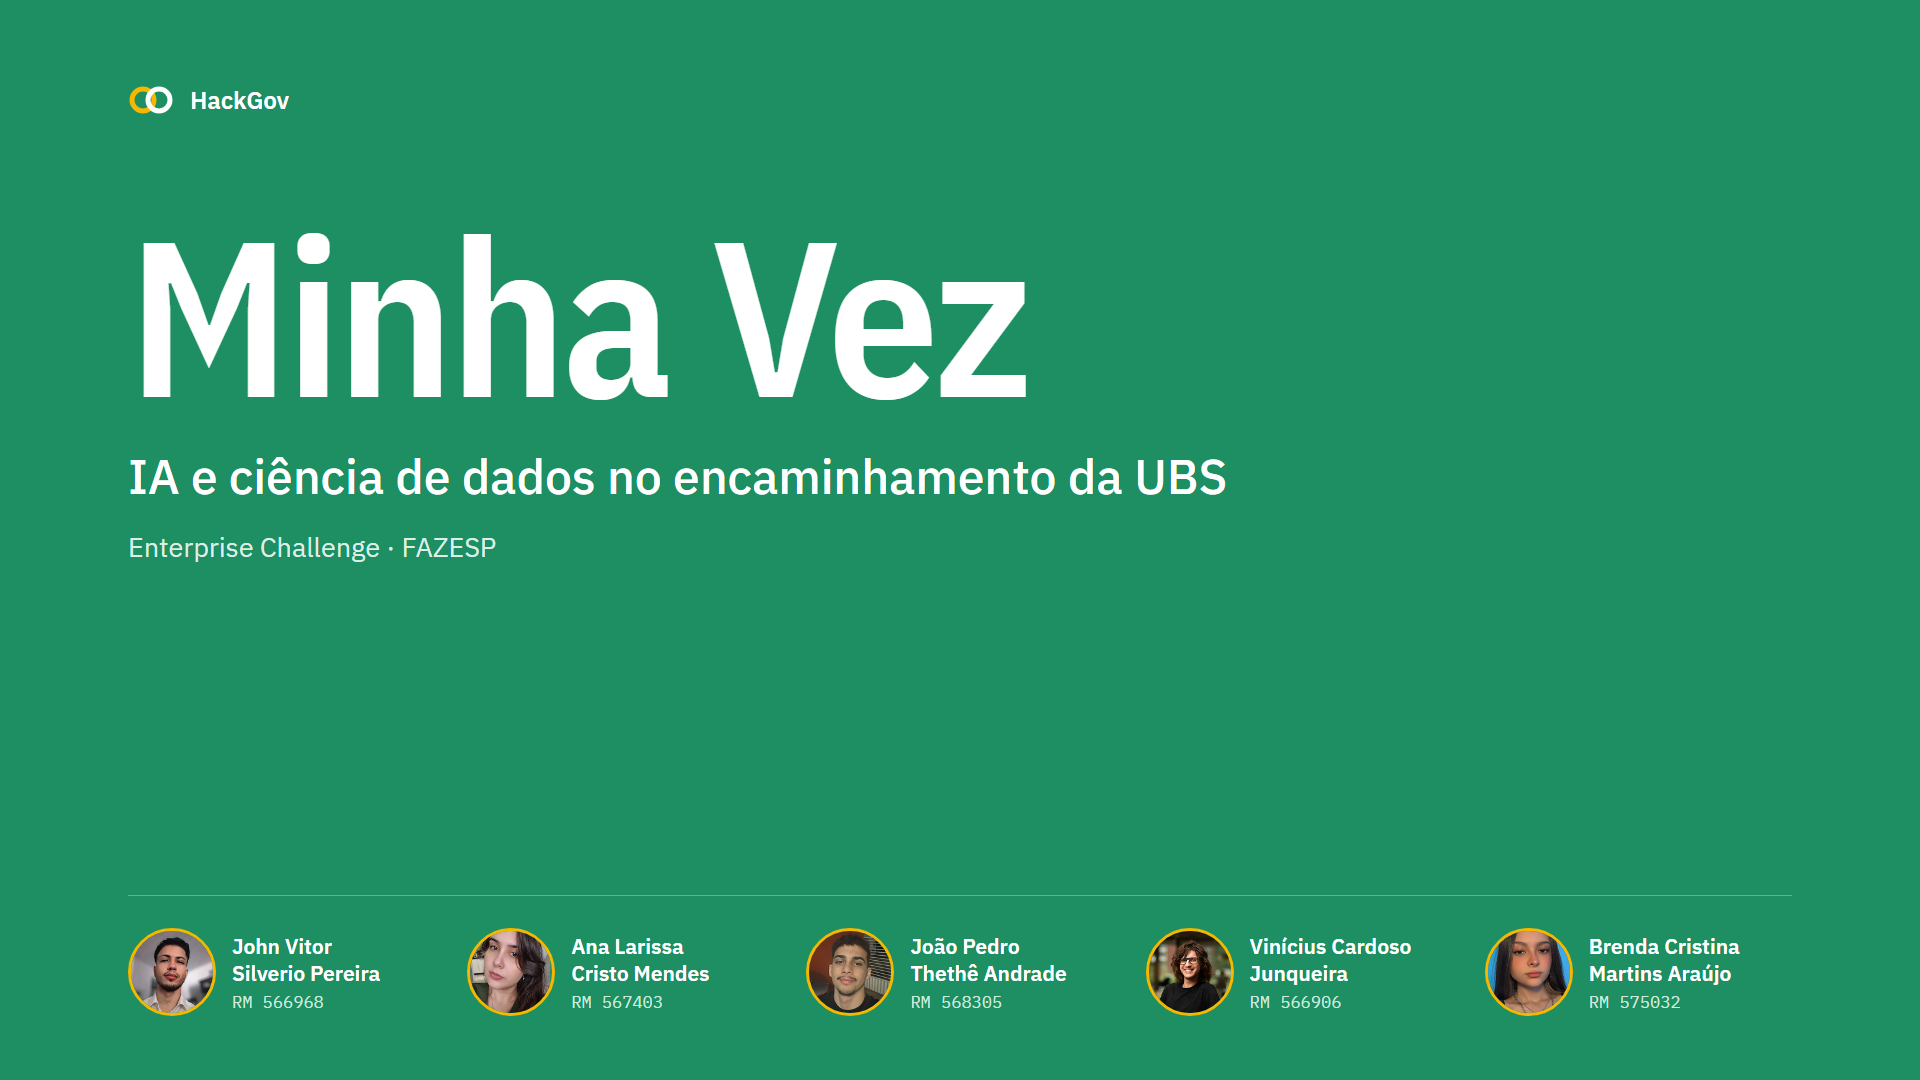 HackGov
Minha Vez
IA e ciência de dados no encaminhamento da UBS
Enterprise Challenge · FAZESP
John Vitor
Silverio Pereira
RM 566968
Ana Larissa
Cristo Mendes
RM 567403
João Pedro
Thethê Andrade
RM 568305
Vinícius Cardoso
Junqueira
RM 566906
Brenda Cristina
Martins Araújo
RM 575032